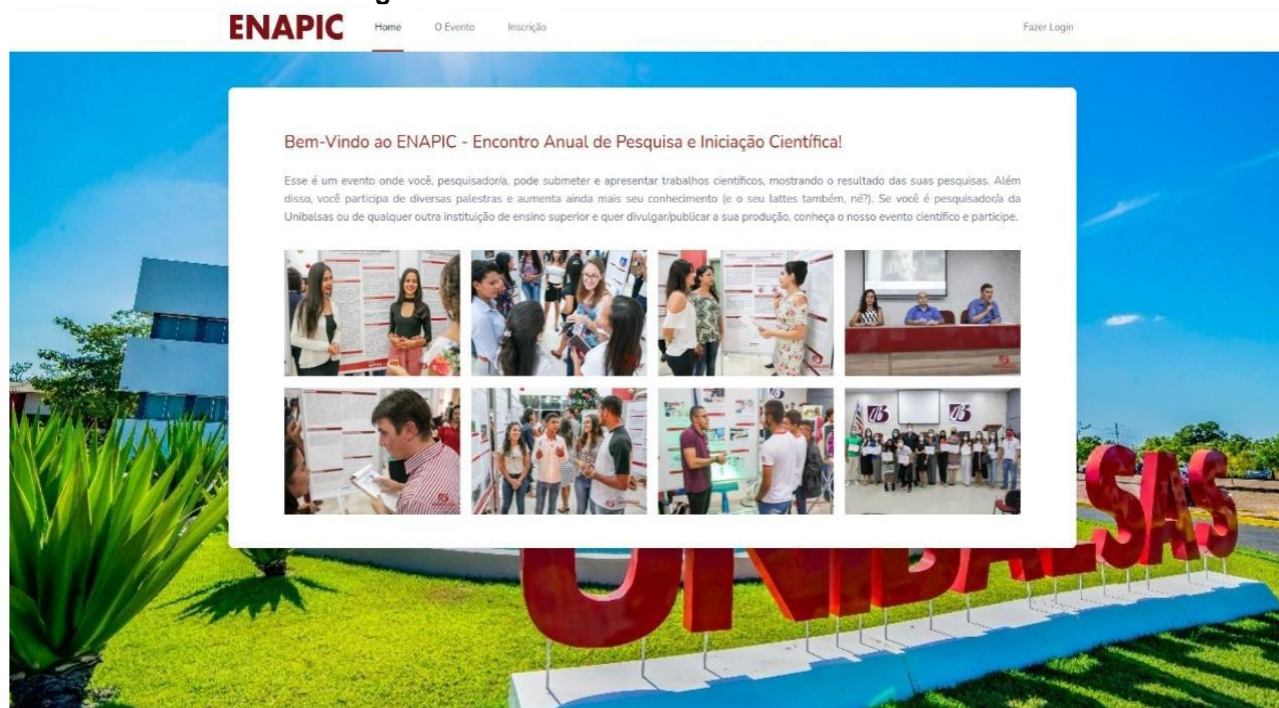 ENAPIC
Home
O Evento
Inscrição
Fazer Login
Bem-Vindo ao ENAPIC - Encontro Anual de Pesquisa e Iniciação Científica!
Esse é um evento onde você, pesquisador/a, pode submeter e apresentar trabalhos científicos, mostrando o resultado das suas pesquisas. Além
disso, você participa de diversas palestras e aumenta ainda mais seu conhecimento (e o seu lattes também, né?). Se você é pesquisador/a da
Unibalsas ou de qualquer outra instituição de ensino superior e quer divulgar/publicar a sua produção, conheça o nosso evento científico e participe.
UNIBALSAS